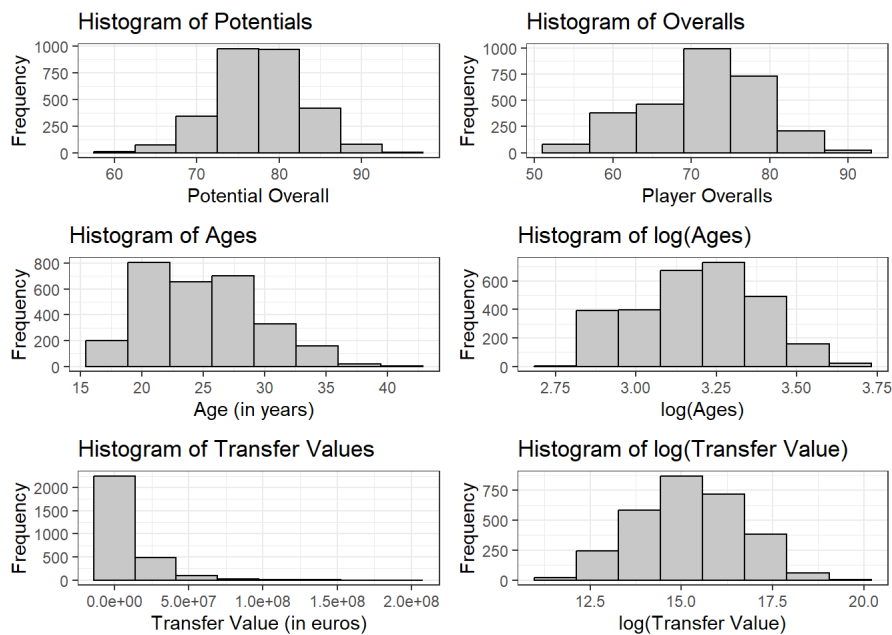 Histogram of Potentials
Frequency
1000
750
500
250
0
60 70 80 90
Potential Overall
Histogram of Overalls
Frequency
1000
750
500
250
0
50 60 70 80 90
Player Overalls
Histogram of Ages
Frequency
800
600
400
200
0
15 20 25 30 35 40
Age (in years)
Histogram of log(Ages)
Frequency
600
400
200
0
2.75 3.00 3.25 3.50 3.75
log(Ages)
Histogram of Transfer Values
Frequency
2000
1500
1000
500
0
0.0e+00 5.0e+07 1.0e+08 1.5e+08 2.0e+08
Transfer Value (in euros)
Histogram of log(Transfer Value)
Frequency
750
500
250
0
12.5 15.0 17.5 20.0
log(Transfer Value)